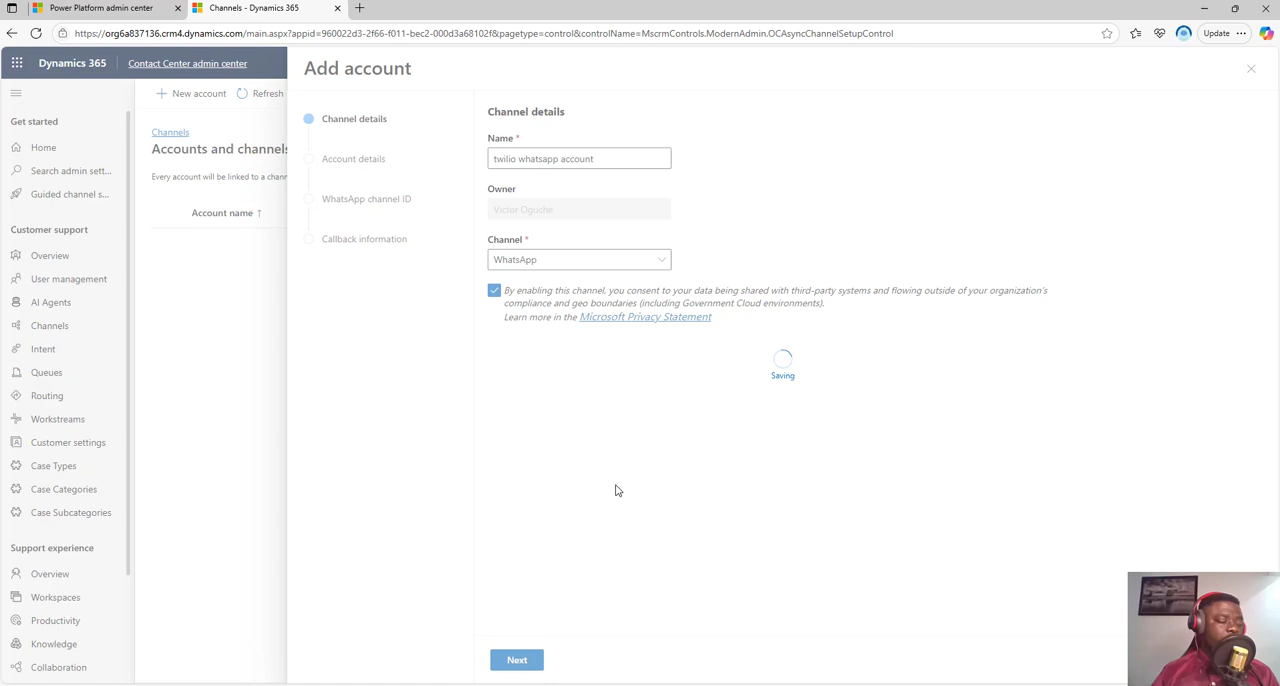 Power Platform admin center
Channels - Dynamics 365
https://org6a837136.crm4.dynamics.com/main.aspx?appid=960022d3-2f66-f011-bec2-000d3a68102f&pagetype=control&controlName=MscrmControls.ModernAdmin.OCAsyncChannelSetupControl
Update
Dynamics 365
Contact Center admin center
New account
Refresh
Get started
Home
Search admin sett...
Guided channel s...
Customer support
Overview
User management
AI Agents
Channels
Intent
Queues
Routing
Workstreams
Customer settings
Case Types
Case Categories
Case Subcategories
Support experience
Overview
Workspaces
Productivity
Knowledge
Collaboration
Channels
Accounts and channels
Every account will be linked to a chann
Account name ↑
Add account
Channel details
Account details
WhatsApp channel ID
Callback information
Channel details
Name *
twilio whatsapp account
Owner
Victor Oguche
Channel *
WhatsApp
By enabling this channel, you consent to your data being shared with third-party systems and flowing outside of your organization's
compliance and geo boundaries (including Government Cloud environments).
Learn more in the Microsoft Privacy Statement
Saving
Next